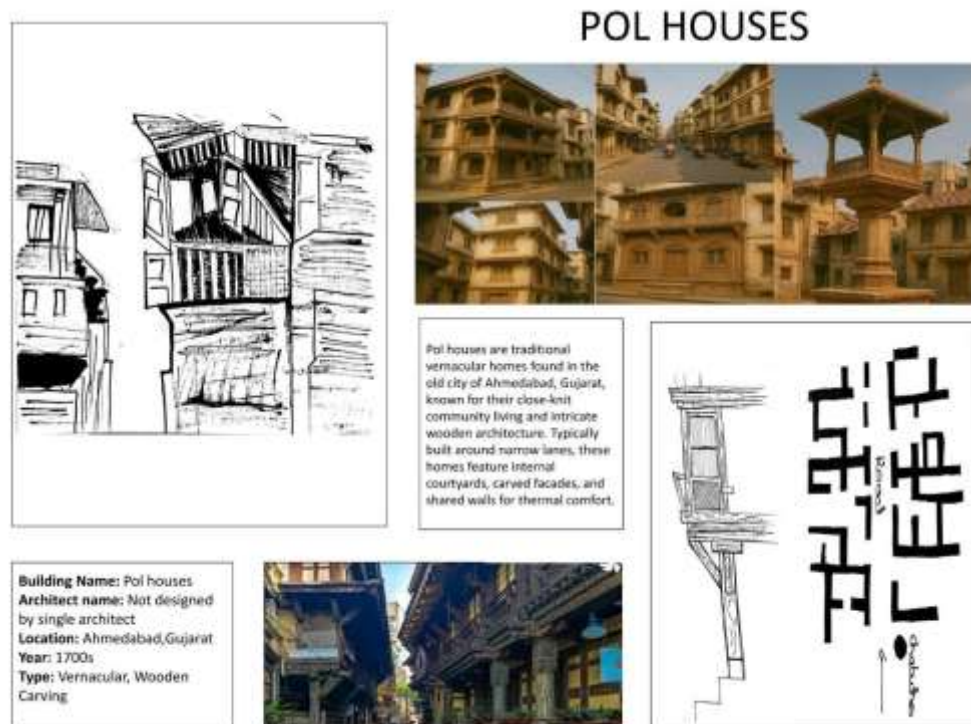 POL HOUSES
Pol houses are traditional
vernacular homes found in the
old city of Ahmedabad, Gujarat,
known for their close-knit
community living and intricate
wooden architecture. Typically
built around narrow lanes, these
homes feature internal
courtyards, carved facades, and
shared walls for thermal comfort.
Building Name: Pol houses
Architect name: Not designed
by single architect
Location: Ahmedabad,Gujarat
Year: 1700s
Type: Vernacular, Wooden
Carving